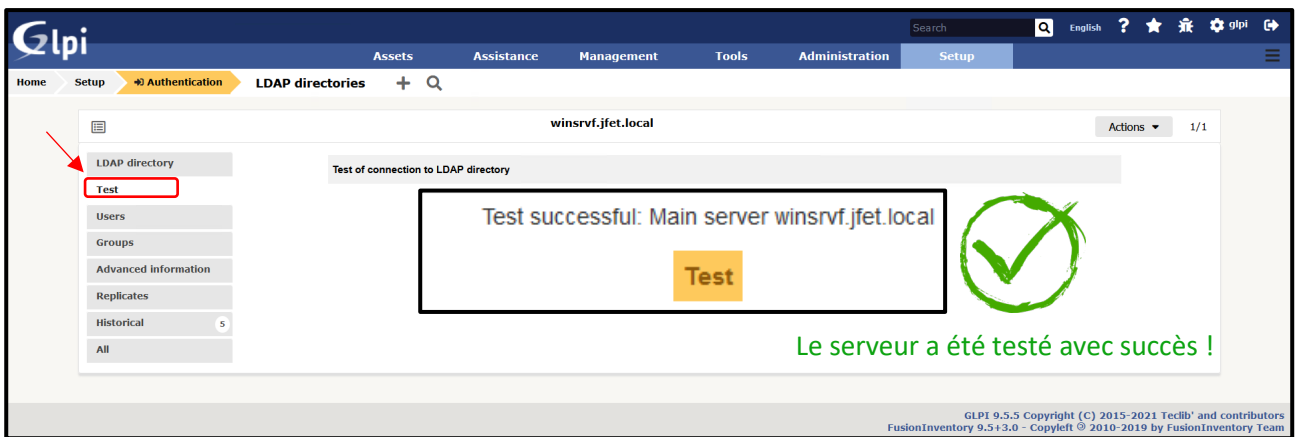 Glpi
Search English ? glpi
Assets Assistance Management Tools Administration Setup
Home Setup Authentication LDAP directories
winsrvf.jfet.local
Actions 1/1
LDAP directory
Test of connection to LDAP directory
Test
Users
Groups
Advanced information
Replicates
Historical 5
All
Test successful: Main server winsrvf.jfet.local
Test
Le serveur a été testé avec succès !
GLPI 9.5.5 Copyright (C) 2015-2021 Teclib' and contributors
FusionInventory 9.5+3.0 - Copyleft © 2010-2019 by FusionInventory Team